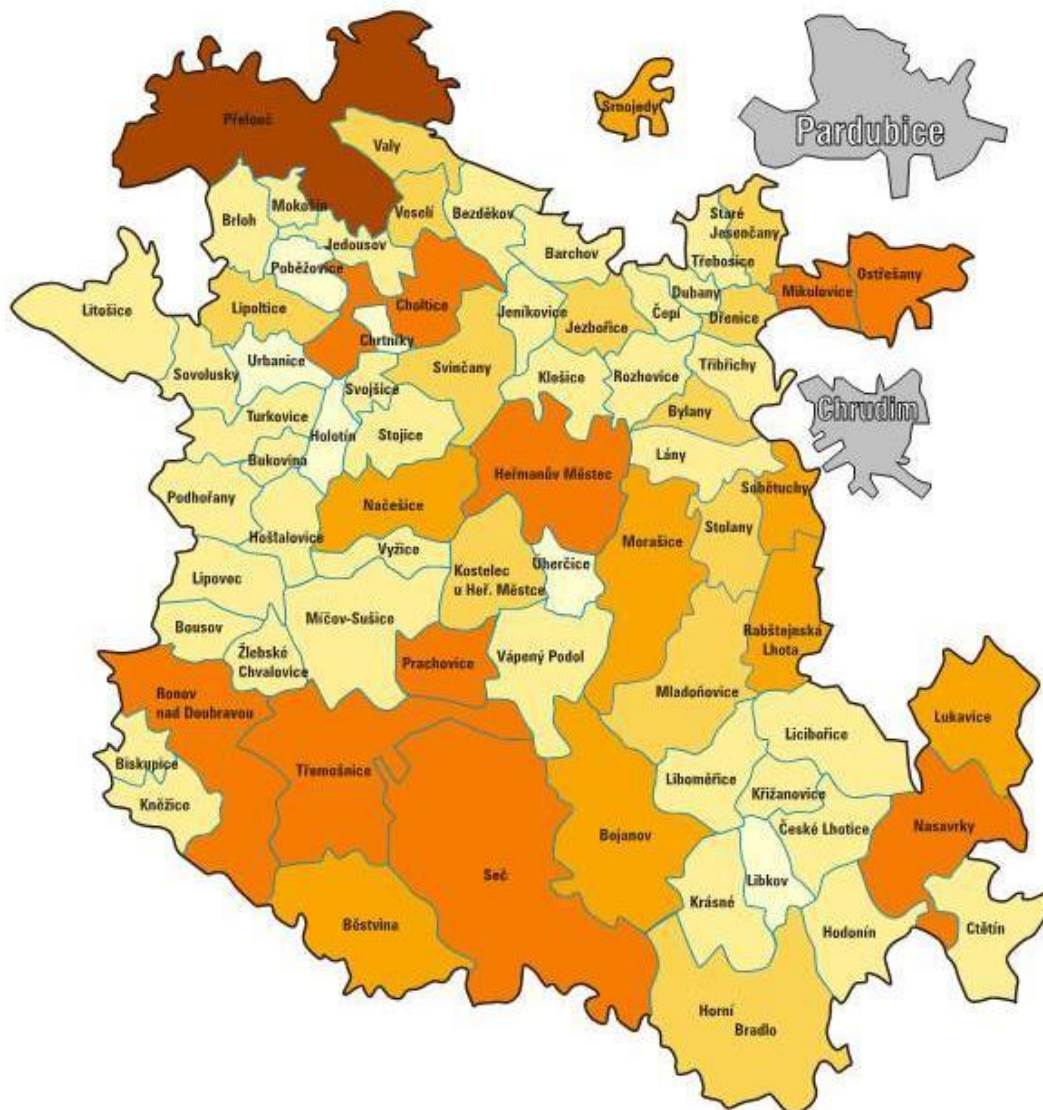 Přelouč
Srnojedy
Pardubice
Valy
Mokošín
Veselí
Brloh
Bezděkov
Staré
Jesenčany
Jedousov
Barchov
Třebosice
Poběžovice
Ostřešany
Mikulovice
Dubany
Litošice
Lipoltice
Choltice
Jeníkovice
Čepí
Dřenice
Jezbořice
Chrtníky
Urbanice
Sovolusky
Svojšice
Svinčany
Klešice
Rozhovice
Třibřichy
Chrudim
Turkovice
Bylany
Holotín
Stojice
Bukovina
Lány
Heřmanův Městec
Sobětuchy
Podhořany
Načešice
Stolany
Hošťalovice
Morašice
Vyžice
Kostelec
u Heř. Městce
Úherčice
Lipovec
Míčov-Sušice
Bousov
Rabštejnská
Lhota
Žlebské
Chvalovice
Prachovice
Vápený Podol
Ronov
nad Doubravou
Mladoňovice
Lukavice
Licibořice
Biskupice
Třemošnice
Liboměřice
Křižanovice
Kněžice
České Lhotice
Nasavrky
Bojanov
Seč
Libkov
Krásné
Běstvina
Hodonín
Ctětín
Horní
Bradlo